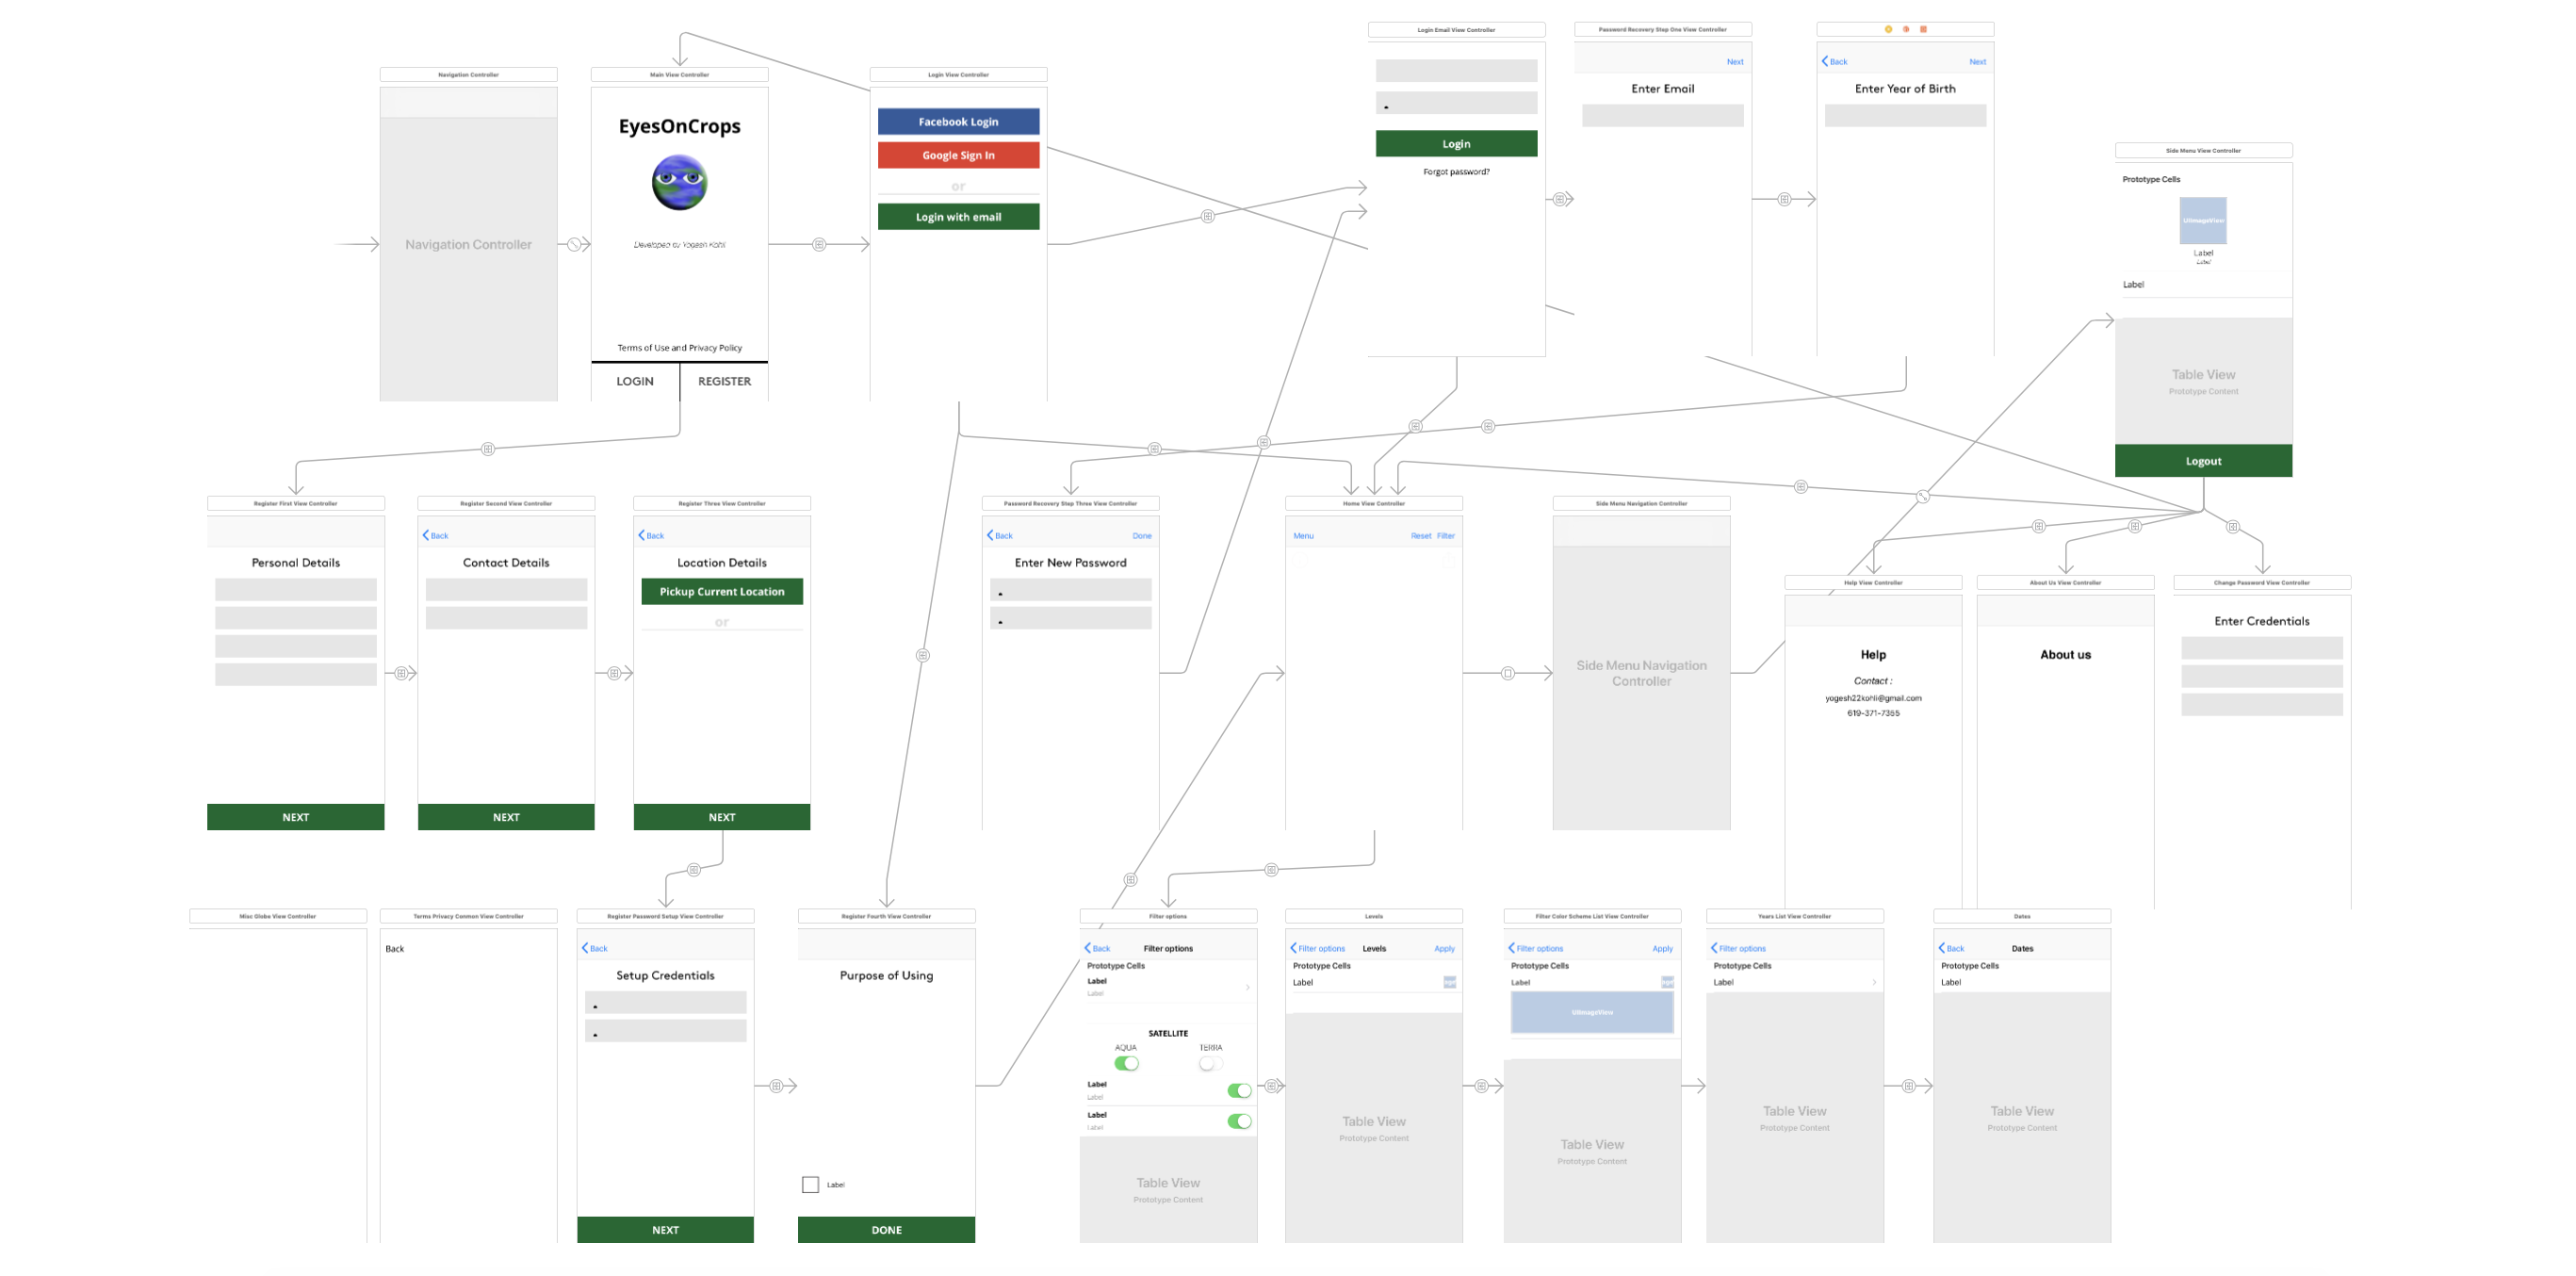 Navigation Controller
Navigation Controller
Main View Controller
EyesOnCrops
Developed by Yogesh Kohli
Terms of Use and Privacy Policy
LOGIN
REGISTER
Login View Controller
Facebook Login
Google Sign In
or
Login with email
Login Email View Controller
Login
Forgot password?
Password Recovery Step One View Controller
Next
Enter Email
Back
Next
Enter Year of Birth
Side Menu View Controller
Prototype Cells
UIImageView
Label
Label
Label
Table View
Prototype Content
Logout
Register First View Controller
Personal Details
NEXT
Register Second View Controller
Back
Contact Details
NEXT
Register Three View Controller
Back
Location Details
Pickup Current Location
or
NEXT
Password Recovery Step Three View Controller
Back
Done
Enter New Password
Home View Controller
Menu
Reset
Filter
Side Menu Navigation Controller
Side Menu Navigation
Controller
Help View Controller
Help
Contact :
yogesh22kohli@gmail.com
619-371-7355
About Us View Controller
About us
Change Password View Controller
Enter Credentials
Misc Globe View Controller
Terms Privacy Cenmon View Controller
Back
Register Password Setup View Controller
Back
Setup Credentials
NEXT
Register Fourth View Controller
Purpose of Using
Label
DONE
Filter options
Back
Filter options
Prototype Cells
Label
Label
SATELLITE
AQUA
TERRA
Label
Label
Label
Label
Table View
Prototype Content
Levels
Filter options
Levels
Apply
Prototype Cells
Label
Table View
Prototype Content
Filter Color Scheme List View Controller
Filter options
Apply
Prototype Cells
Label
UIImageView
Table View
Prototype Content
Years List View Controller
Filter options
Prototype Cells
Label
Table View
Prototype Content
Dates
Back
Dates
Prototype Cells
Label
Table View
Prototype Content